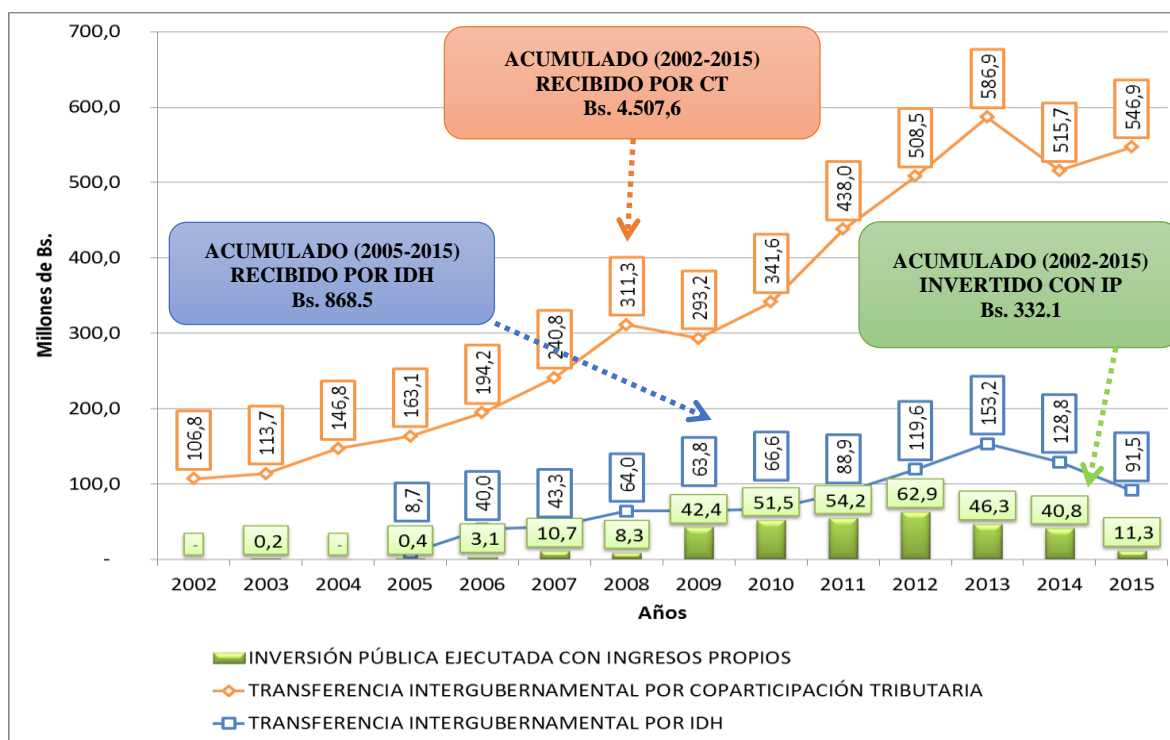 700,0
600,0
500,0
400,0
300,0
200,0
100,0
-
Millones de Bs.
ACUMULADO (2002-2015)
RECIBIDO POR CT
Bs. 4.507,6
ACUMULADO (2005-2015)
RECIBIDO POR IDH
Bs. 868.5
ACUMULADO (2002-2015)
INVERTIDO CON IP
Bs. 332.1
106,8 113,7 146,8 163,1 194,2 240,8 311,3 293,2 341,6 438,0 508,5 586,9 515,7 546,9
8,7 40,0 43,3 64,0 63,8 66,6 88,9 119,6 153,2 128,8 91,5
- 0,2 - 0,4 3,1 10,7 8,3 42,4 51,5 54,2 62,9 46,3 40,8 11,3
2002 2003 2004 2005 2006 2007 2008 2009 2010 2011 2012 2013 2014 2015
Años
INVERSIÓN PÚBLICA EJECUTADA CON INGRESOS PROPIOS
TRANSFERENCIA INTERGUBERNAMENTAL POR COPARTICIPACIÓN TRIBUTARIA
TRANSFERENCIA INTERGUBERNAMENTAL POR IDH